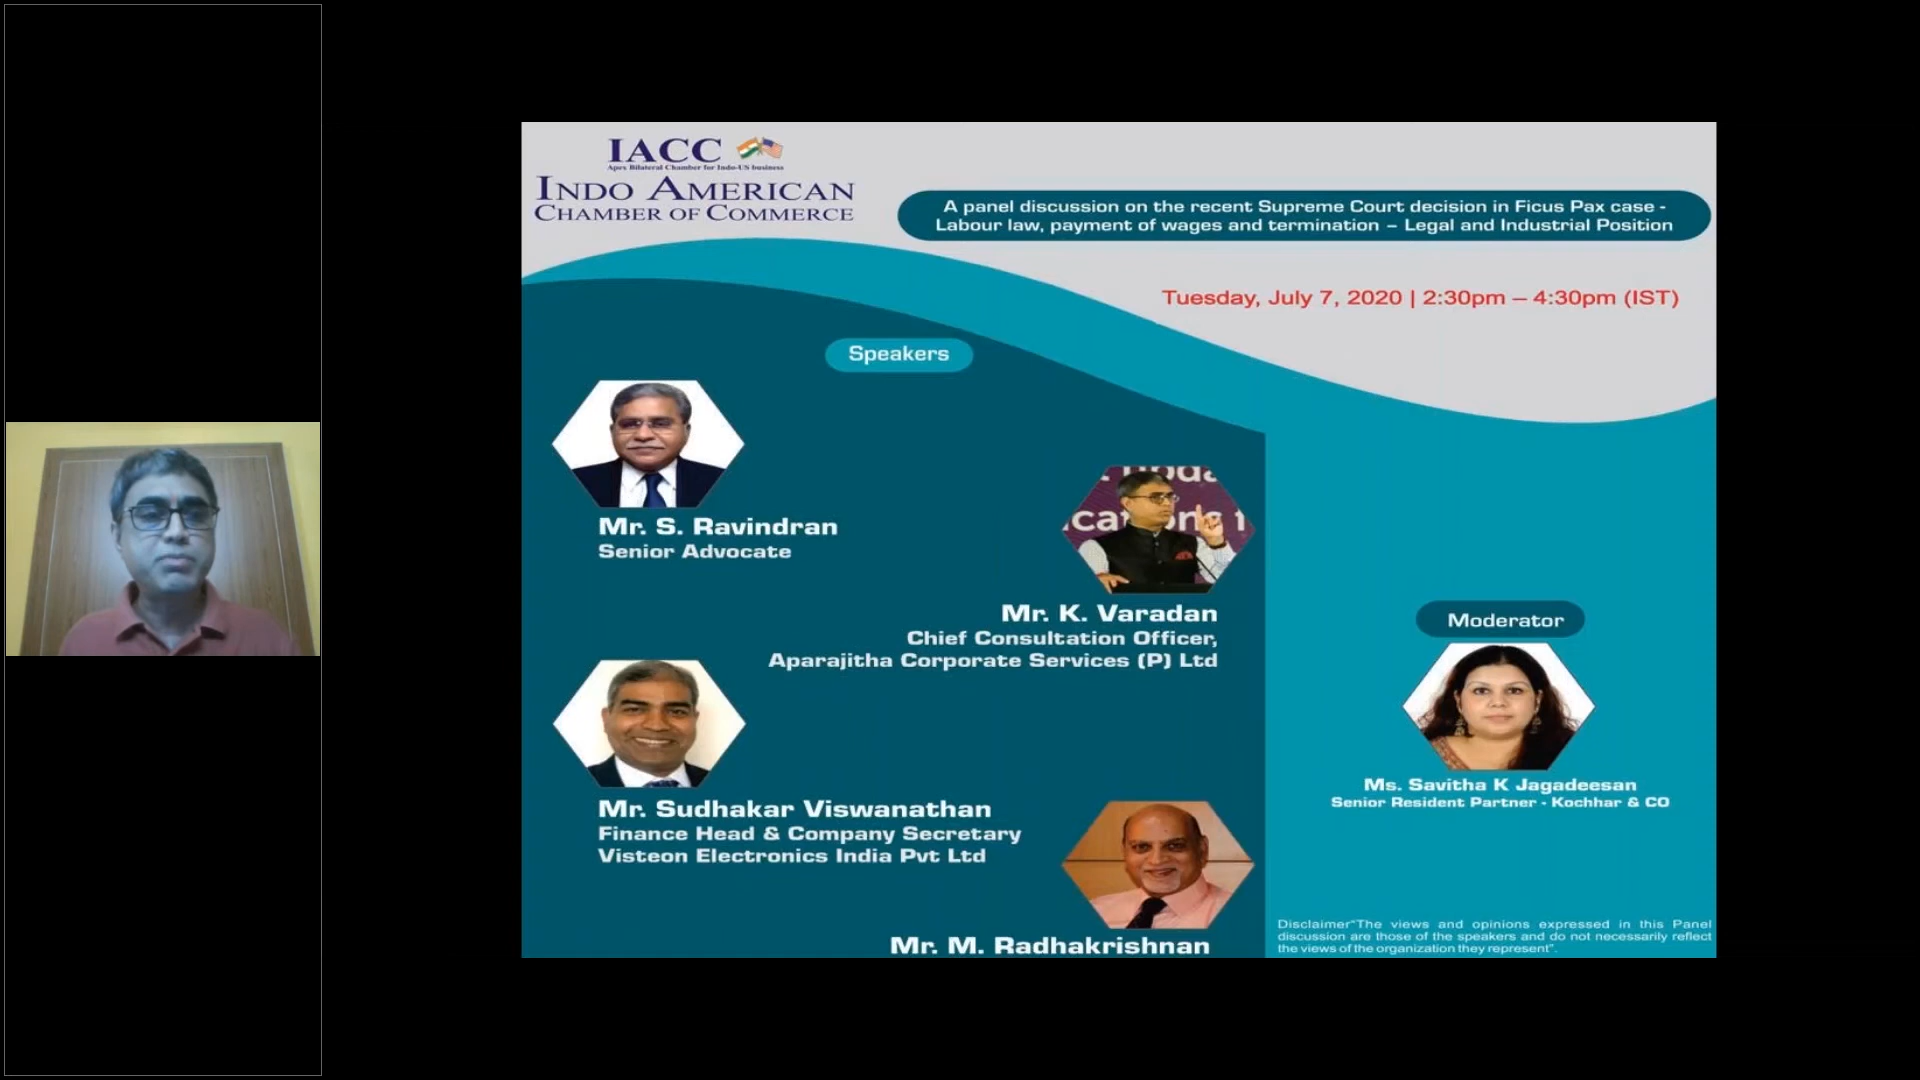 IACC
Apex Bilateral Chamber for Indo-US business
INDO AMERICAN
CHAMBER OF COMMERCE
A panel discussion on the recent Supreme Court decision in Ficus Pax case -
Labour law, payment of wages and termination – Legal and Industrial Position
Tuesday, July 7, 2020 | 2:30pm – 4:30pm (IST)
Speakers
Mr. S. Ravindran
Senior Advocate
Mr. K. Varadan
Chief Consultation Officer,
Aparajitha Corporate Services (P) Ltd
Mr. Sudhakar Viswanathan
Finance Head & Company Secretary
Visteon Electronics India Pvt Ltd
Mr. M. Radhakrishnan
Moderator
Ms. Savitha K Jagadeesan
Senior Resident Partner - Kochhar & CO
Disclaimer“The views and opinions expressed in this Panel
discussion are those of the speakers and do not necessarily reflect
the views of the organization they represent”.